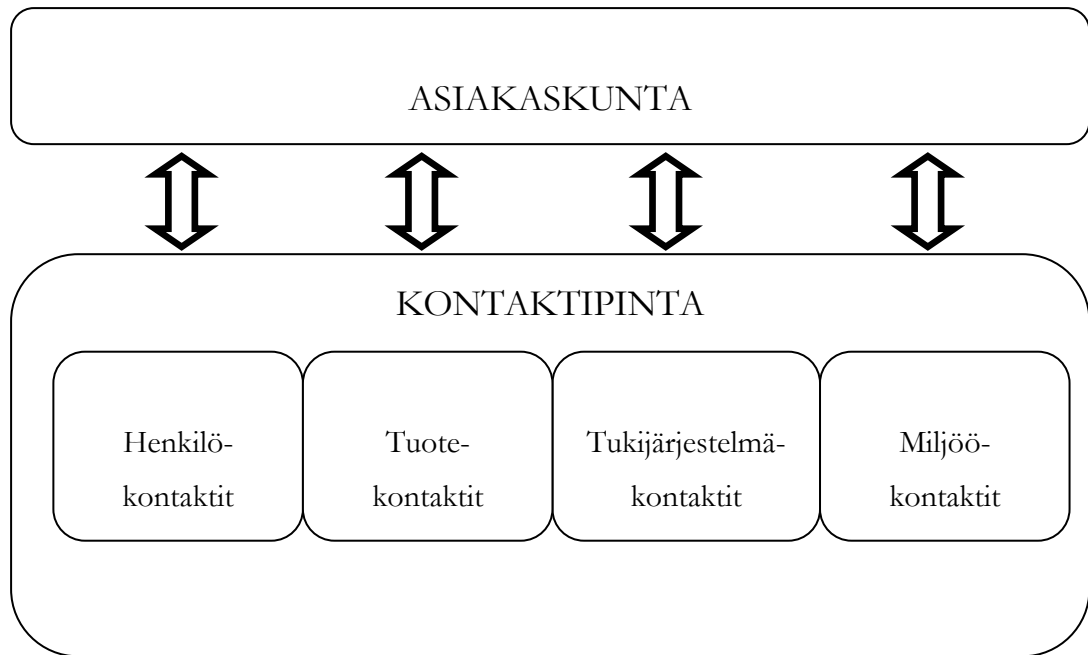 ASIAKASKUNTA
KONTAKTIPINTA
Henkilö-
kontaktit
Tuote-
kontaktit
Tukijärjestelmä-
kontaktit
Miljöö-
kontaktit